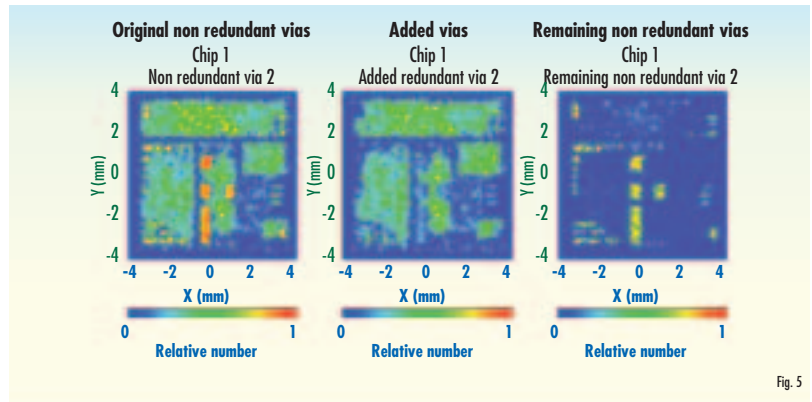 Original non redundant vias
Chip 1
Non redundant via 2
4
2
0
-2
-4
Y (mm)
-4 -2 0 2 4
X (mm)
0 1
Relative number
Added vias
Chip 1
Added redundant via 2
4
2
0
-2
-4
Y (mm)
-4 -2 0 2 4
X (mm)
0 1
Relative number
Remaining non redundant vias
Chip 1
Remaining non redundant via 2
4
2
0
-2
-4
Y (mm)
-4 -2 0 2 4
X (mm)
0 1
Relative number
Fig. 5